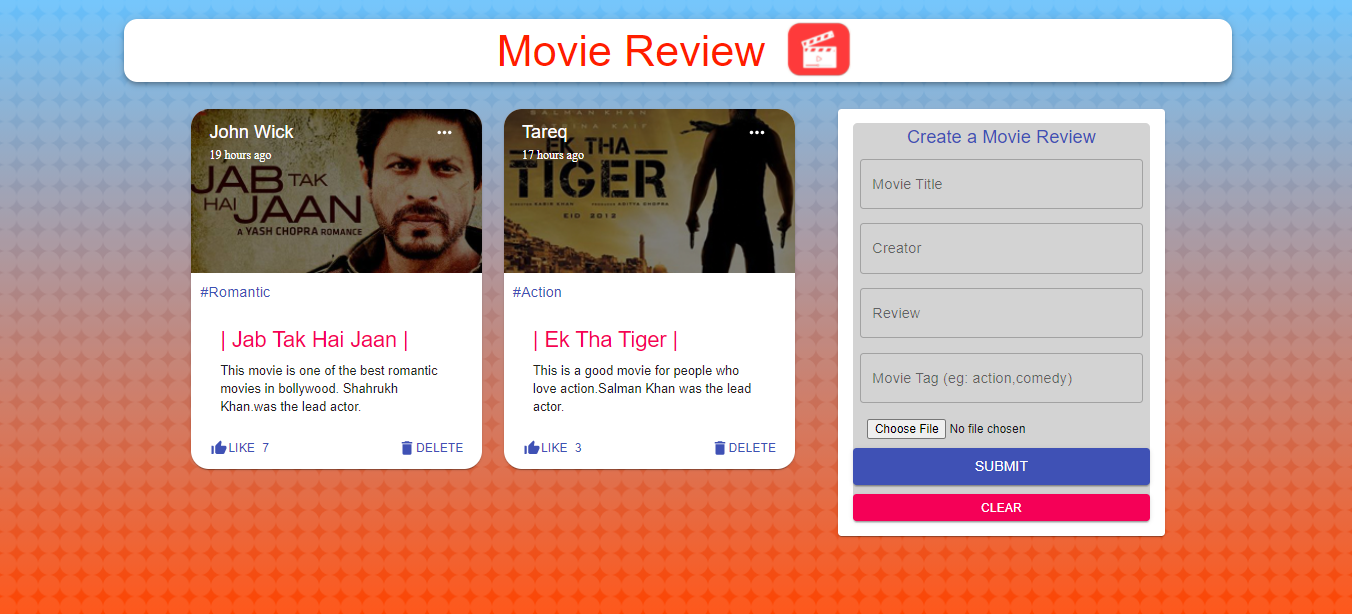 Movie Review
John Wick
19 hours ago
JAB TAK
HAI JAAN
A YASH CHOPRA ROMANCE
#Romantic
| Jab Tak Hai Jaan |
This movie is one of the best romantic
movies in bollywood. Shahrukh
Khan.was the lead actor.
LIKE 7
DELETE
SALMAN KHAN
KATRINA KAIF
Tareq
17 hours ago
EK THA
TIGER
EID 2012
#Action
| Ek Tha Tiger |
This is a good movie for people who
love action.Salman Khan was the lead
actor.
LIKE 3
DELETE
Create a Movie Review
Movie Title
Creator
Review
Movie Tag (eg: action,comedy)
Choose File No file chosen
SUBMIT
CLEAR